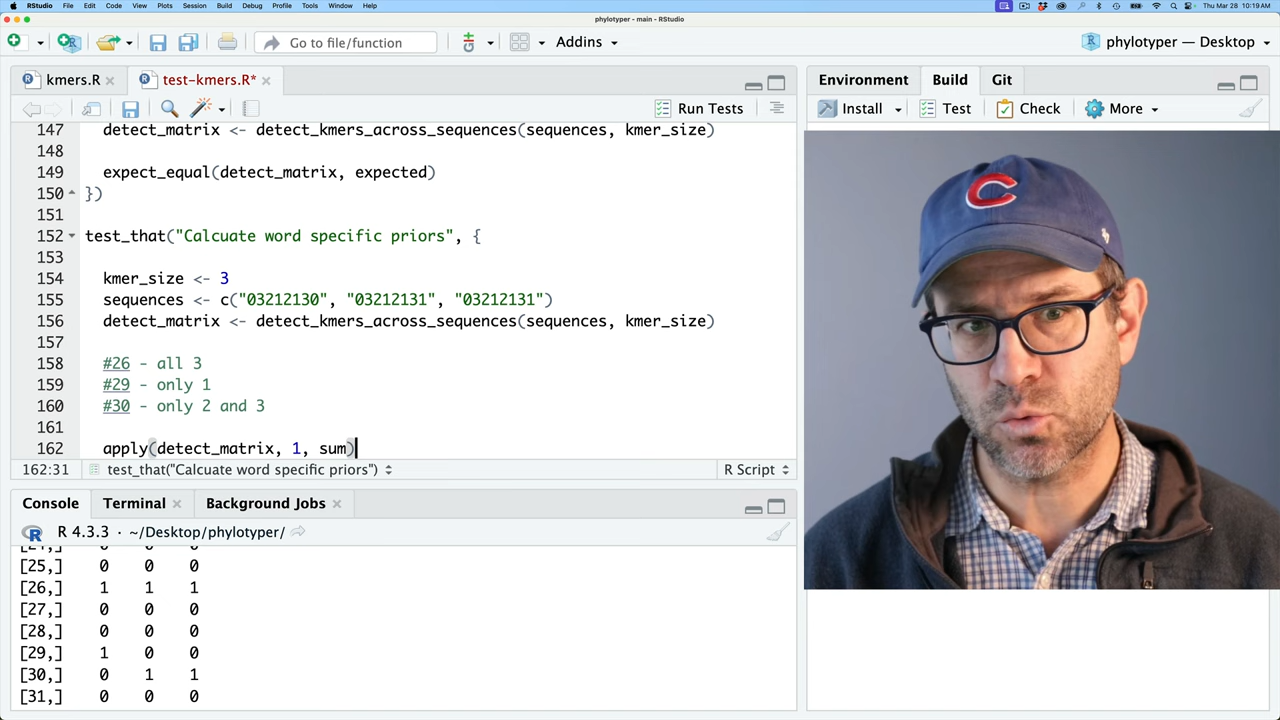 RStudio File Edit Code View Plots Session Build Debug Profile Tools Window Help Thu Mar 28 10:19 AM
phylotyper - main - RStudio
Go to file/function Addins phylotyper — Desktop
kmers.R test-kmers.R* Environment Build Git
Run Tests Install Test Check More
147 detect_matrix <- detect_kmers_across_sequences(sequences, kmer_size)
148
149 expect_equal(detect_matrix, expected)
150 })
151
152 test_that("Calcuate word specific priors", {
153
154 kmer_size <- 3
155 sequences <- c("03212130", "03212131", "03212131")
156 detect_matrix <- detect_kmers_across_sequences(sequences, kmer_size)
157
158 #26 - all 3
159 #29 - only 1
160 #30 - only 2 and 3
161
162 apply(detect_matrix, 1, sum)
162:31 test_that("Calcuate word specific priors") R Script
Console Terminal Background Jobs
R 4.3.3 · ~/Desktop/phylotyper/
[24,] 0 0 0
[25,] 0 0 0
[26,] 1 1 1
[27,] 0 0 0
[28,] 0 0 0
[29,] 1 0 0
[30,] 0 1 1
[31,] 0 0 0
C